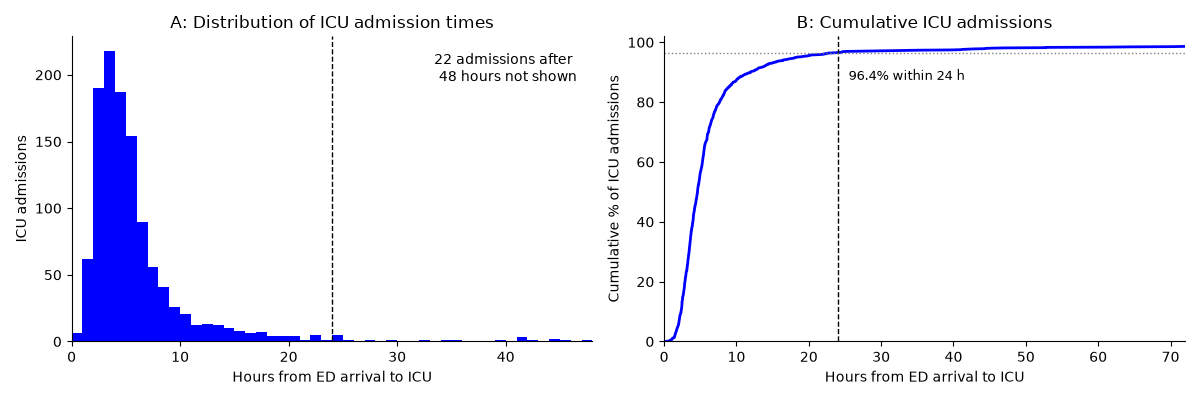 A: Distribution of ICU admission times
22 admissions after
48 hours not shown
ICU admissions
200
150
100
50
0
0 10 20 30 40
Hours from ED arrival to ICU
B: Cumulative ICU admissions
96.4% within 24 h
Cumulative % of ICU admissions
100
80
60
40
20
0
0 10 20 30 40 50 60 70
Hours from ED arrival to ICU